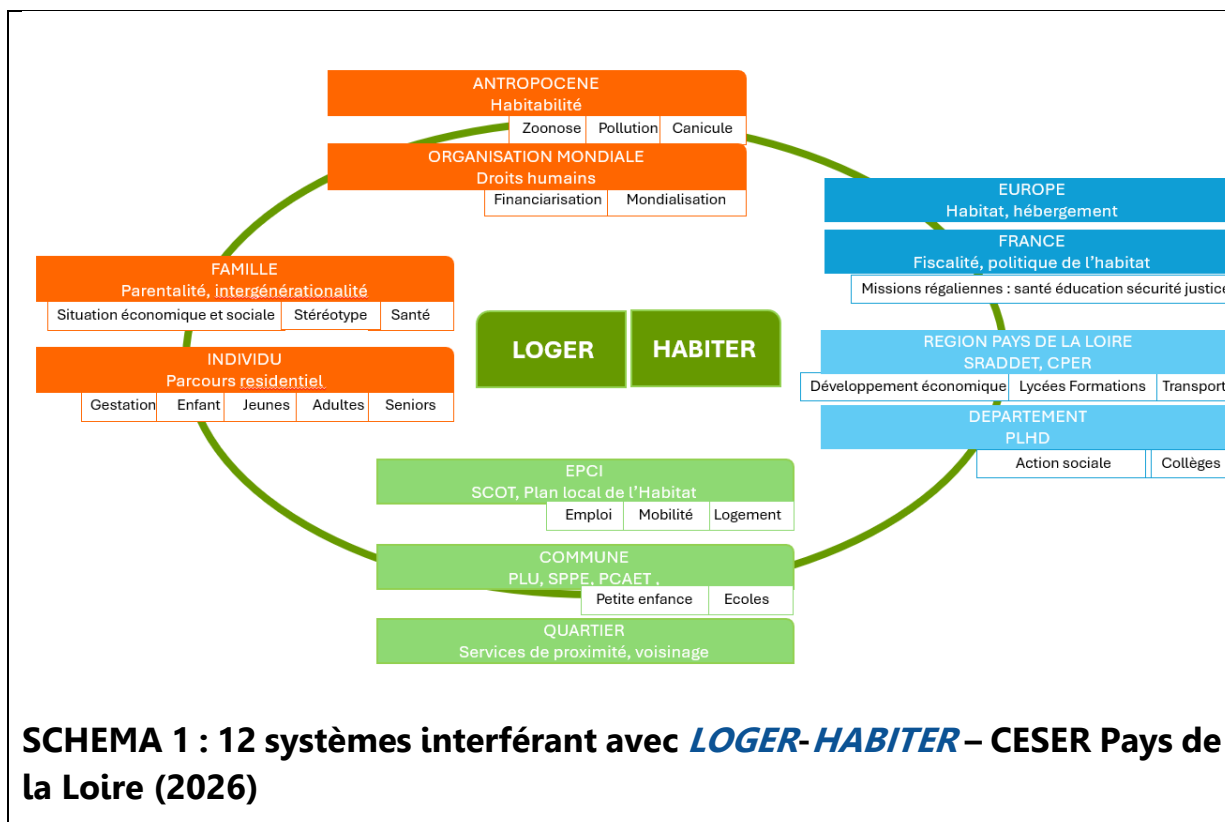 ANTROPOCENE
Habitabilité
Zoonose Pollution Canicule
ORGANISATION MONDIALE
Droits humains
Financiarisation Mondialisation
EUROPE
Habitat, hébergement
FRANCE
Fiscalité, politique de l'habitat
Missions régaliennes : santé éducation sécurité justice
FAMILLE
Parentalité, intergénérationalité
Situation économique et sociale Stéréotype Santé
INDIVIDU
Parcours residentiel
Gestation Enfant Jeunes Adultes Seniors
LOGER HABITER
REGION PAYS DE LA LOIRE
SRADDET, CPER
Développement économique Lycées Formations Transport
DEPARTEMENT
PLHD
Action sociale Collèges
EPCI
SCOT, Plan local de l'Habitat
Emploi Mobilité Logement
COMMUNE
PLU, SPPE, PCAET ,
Petite enfance Ecoles
QUARTIER
Services de proximité, voisinage
SCHEMA 1 : 12 systèmes interférant avec LOGER-HABITER – CESER Pays de
la Loire (2026)